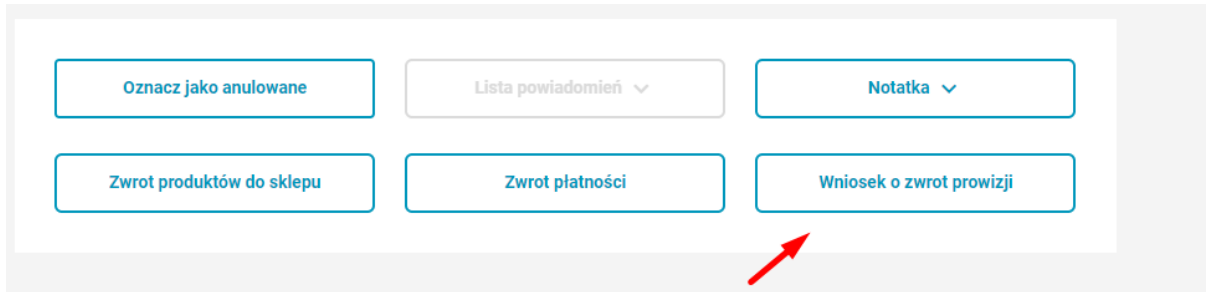 Oznacz jako anulowane
Lista powiadomień
Notatka
Zwrot produktów do sklepu
Zwrot płatności
Wniosek o zwrot prowizji